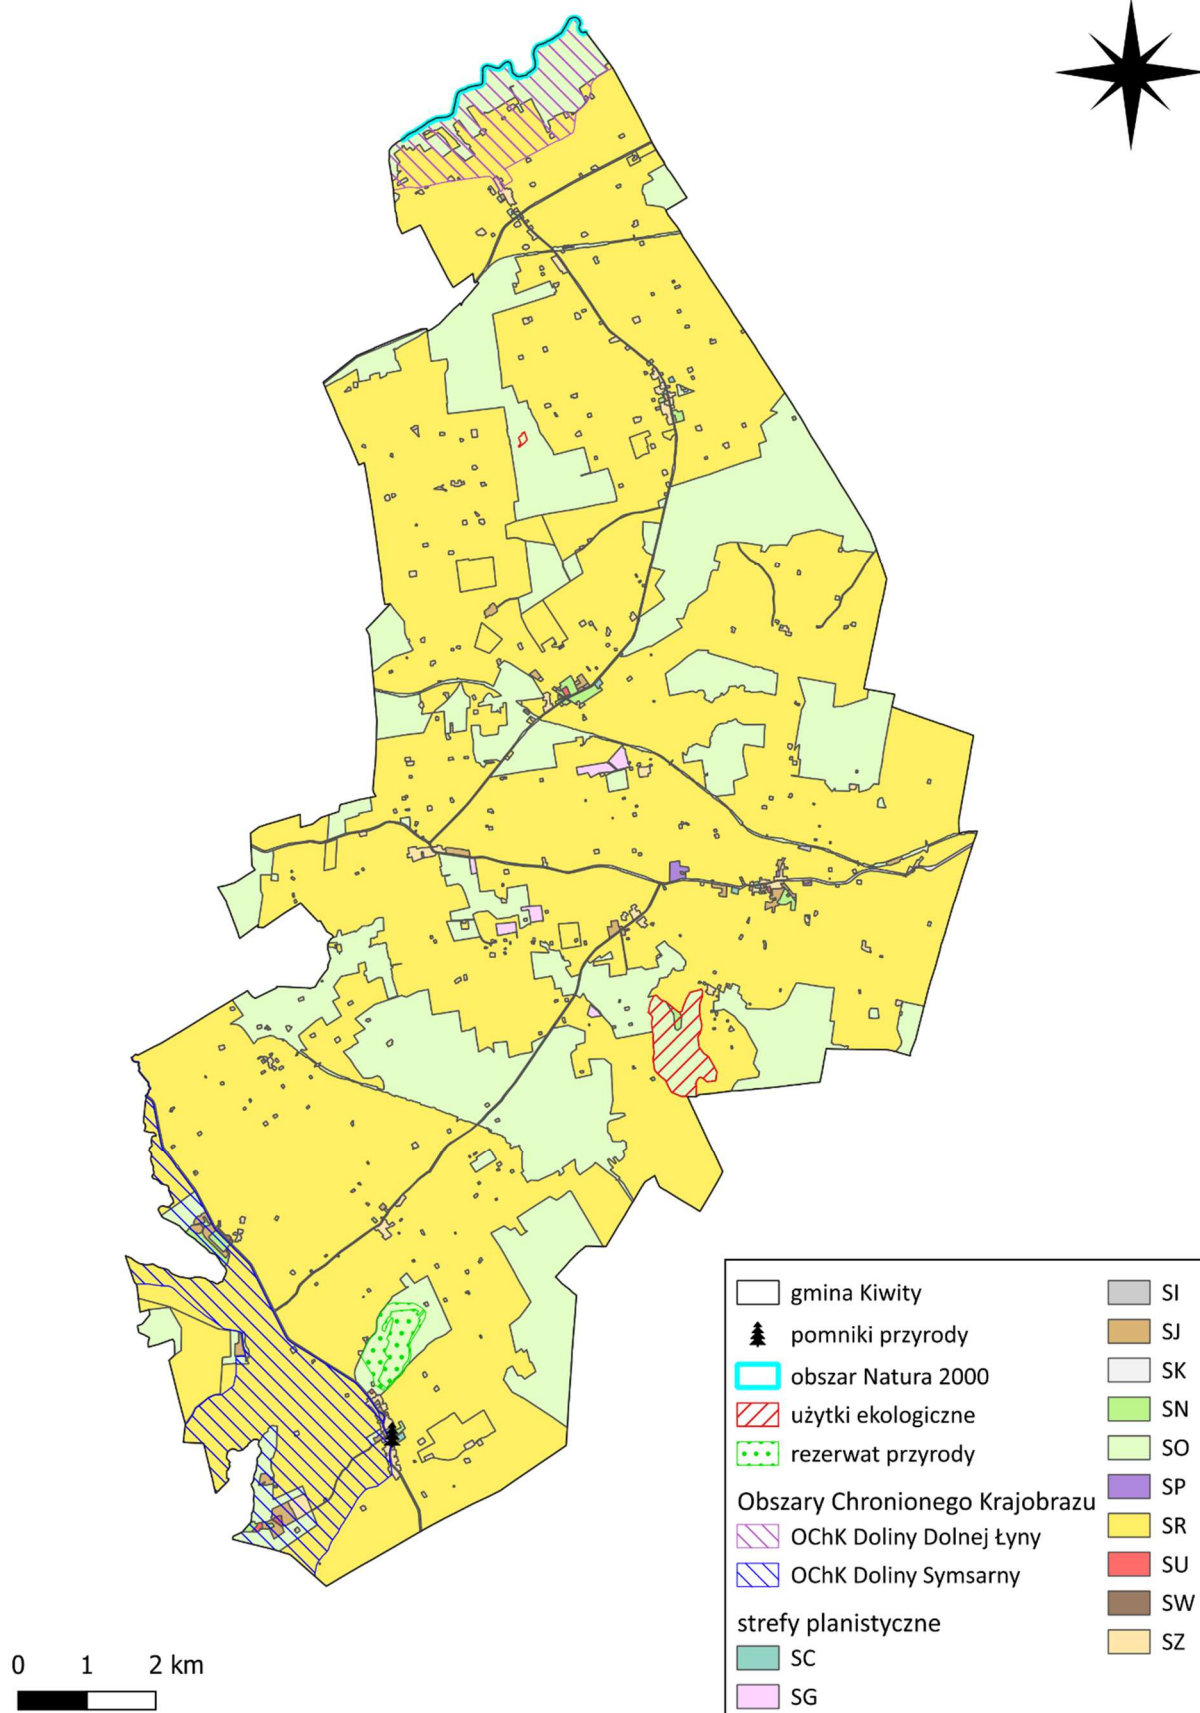 gmina Kiwity
pomniki przyrody
obszar Natura 2000
użytki ekologiczne
rezerwat przyrody
Obszary Chronionego Krajobrazu
OChK Doliny Dolnej Łyny
OChK Doliny Symsarny
strefy planistyczne
SC
SG
SI
SJ
SK
SN
SO
SP
SR
SU
SW
SZ
0 1 2 km